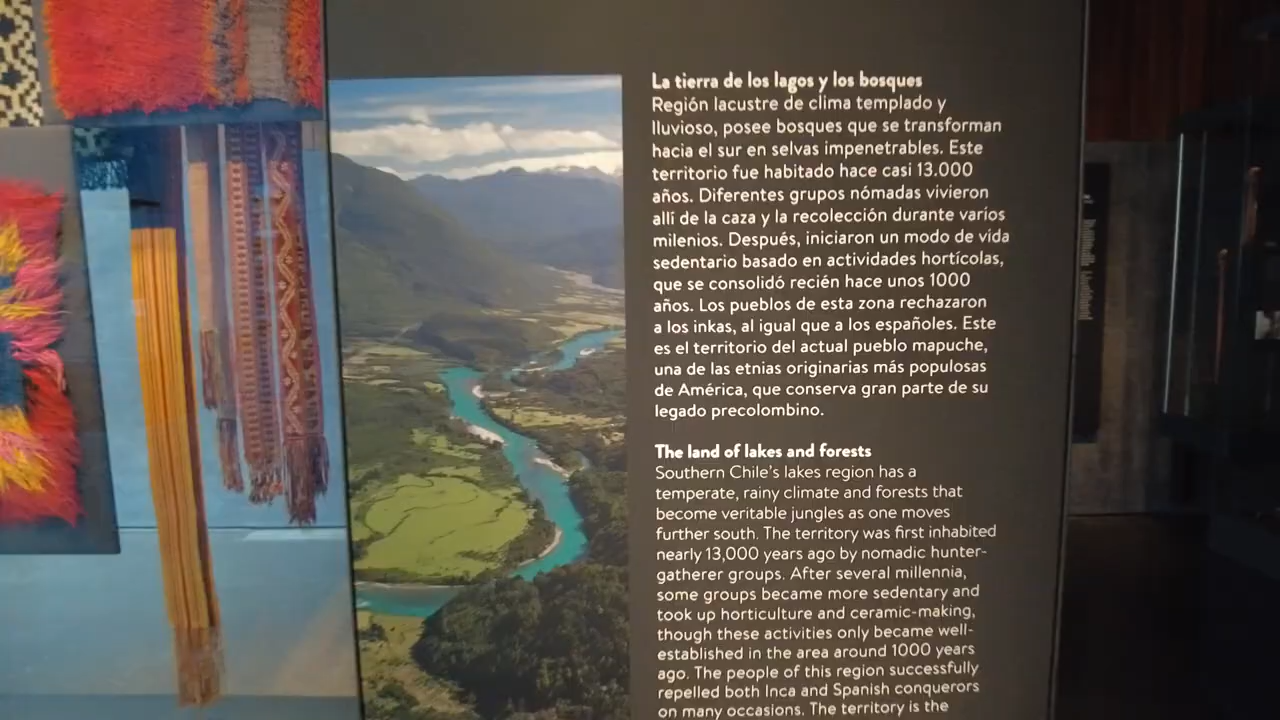 La tierra de los lagos y los bosques
Región lacustre de clima templado y
lluvioso, posee bosques que se transforman
hacia el sur en selvas impenetrables. Este
territorio fue habitado hace casi 13.000
años. Diferentes grupos nómadas vivieron
allí de la caza y la recolección durante varios
milenios. Después, iniciaron un modo de vida
sedentario basado en actividades hortícolas,
que se consolidó recién hace unos 1000
años. Los pueblos de esta zona rechazaron
a los inkas, al igual que a los españoles. Este
es el territorio del actual pueblo mapuche,
una de las etnias originarias más populosas
de América, que conserva gran parte de su
legado precolombino.
The land of lakes and forests
Southern Chile's lakes region has a
temperate, rainy climate and forests that
become veritable jungles as one moves
further south. The territory was first inhabited
nearly 13,000 years ago by nomadic hunter-
gatherer groups. After several millennia,
some groups became more sedentary and
took up horticulture and ceramic-making,
though these activities only became well-
established in the area around 1000 years
ago. The people of this region successfully
repelled both Inca and Spanish conquerors
on many occasions. The territory is the